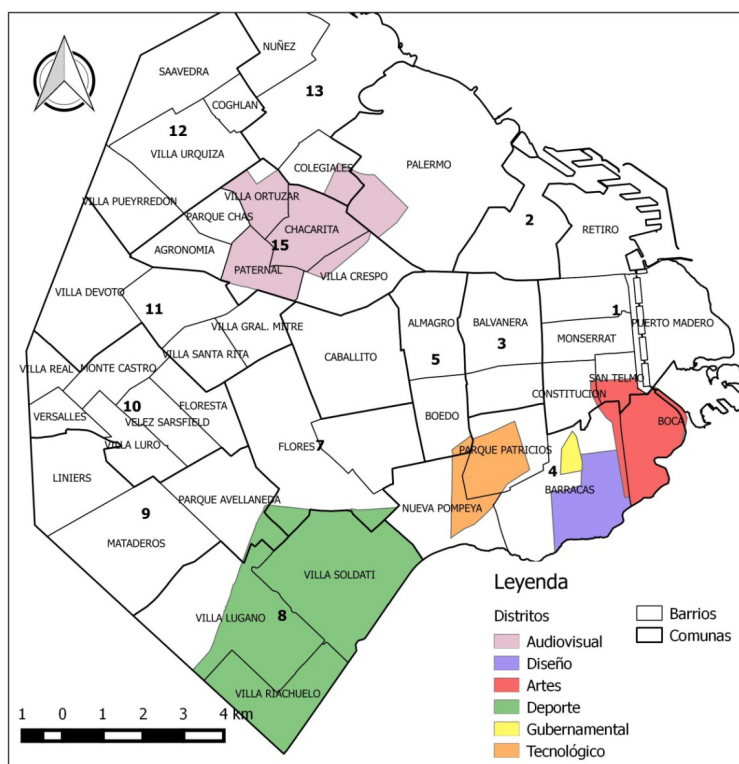 NUÑEZ
SAAVEDRA
13
COGHLAN
12
VILLA URQUIZA
COLEGIALES
PALERMO
VILLA PUEYRREDÓN
VILLA ORTUZAR
PARQUE CHAS
CHACARITA
2
RETIRO
AGRONOMIA
15
PATERNAL
VILLA CRESPO
VILLA DEVOTO
11
1
ALMAGRO
BALVANERA
PUERTO MADERO
VILLA GRAL. MITRE
MONSERRAT
5
3
VILLA SANTA RITA
CABALLITO
VILLA REAL
MONTE CASTRO
SAN TELMO
CONSTITUCIÓN
10
FLORESTA
VERSALLES
VELEZ SARSFIELD
BOEDO
BOCA
VILLA LURO
FLORES
7
PARQUE PATRICIOS
LINIERS
4
PARQUE AVELLANEDA
BARRACAS
NUEVA POMPEYA
9
MATADEROS
VILLA SOLDATI
VILLA LUGANO
8
VILLA RIACHUELO
Leyenda
Distritos
Audiovisual
Diseño
Artes
Deporte
Gubernamental
Tecnológico
Barrios
Comunas
1 0 1 2 3 4 km